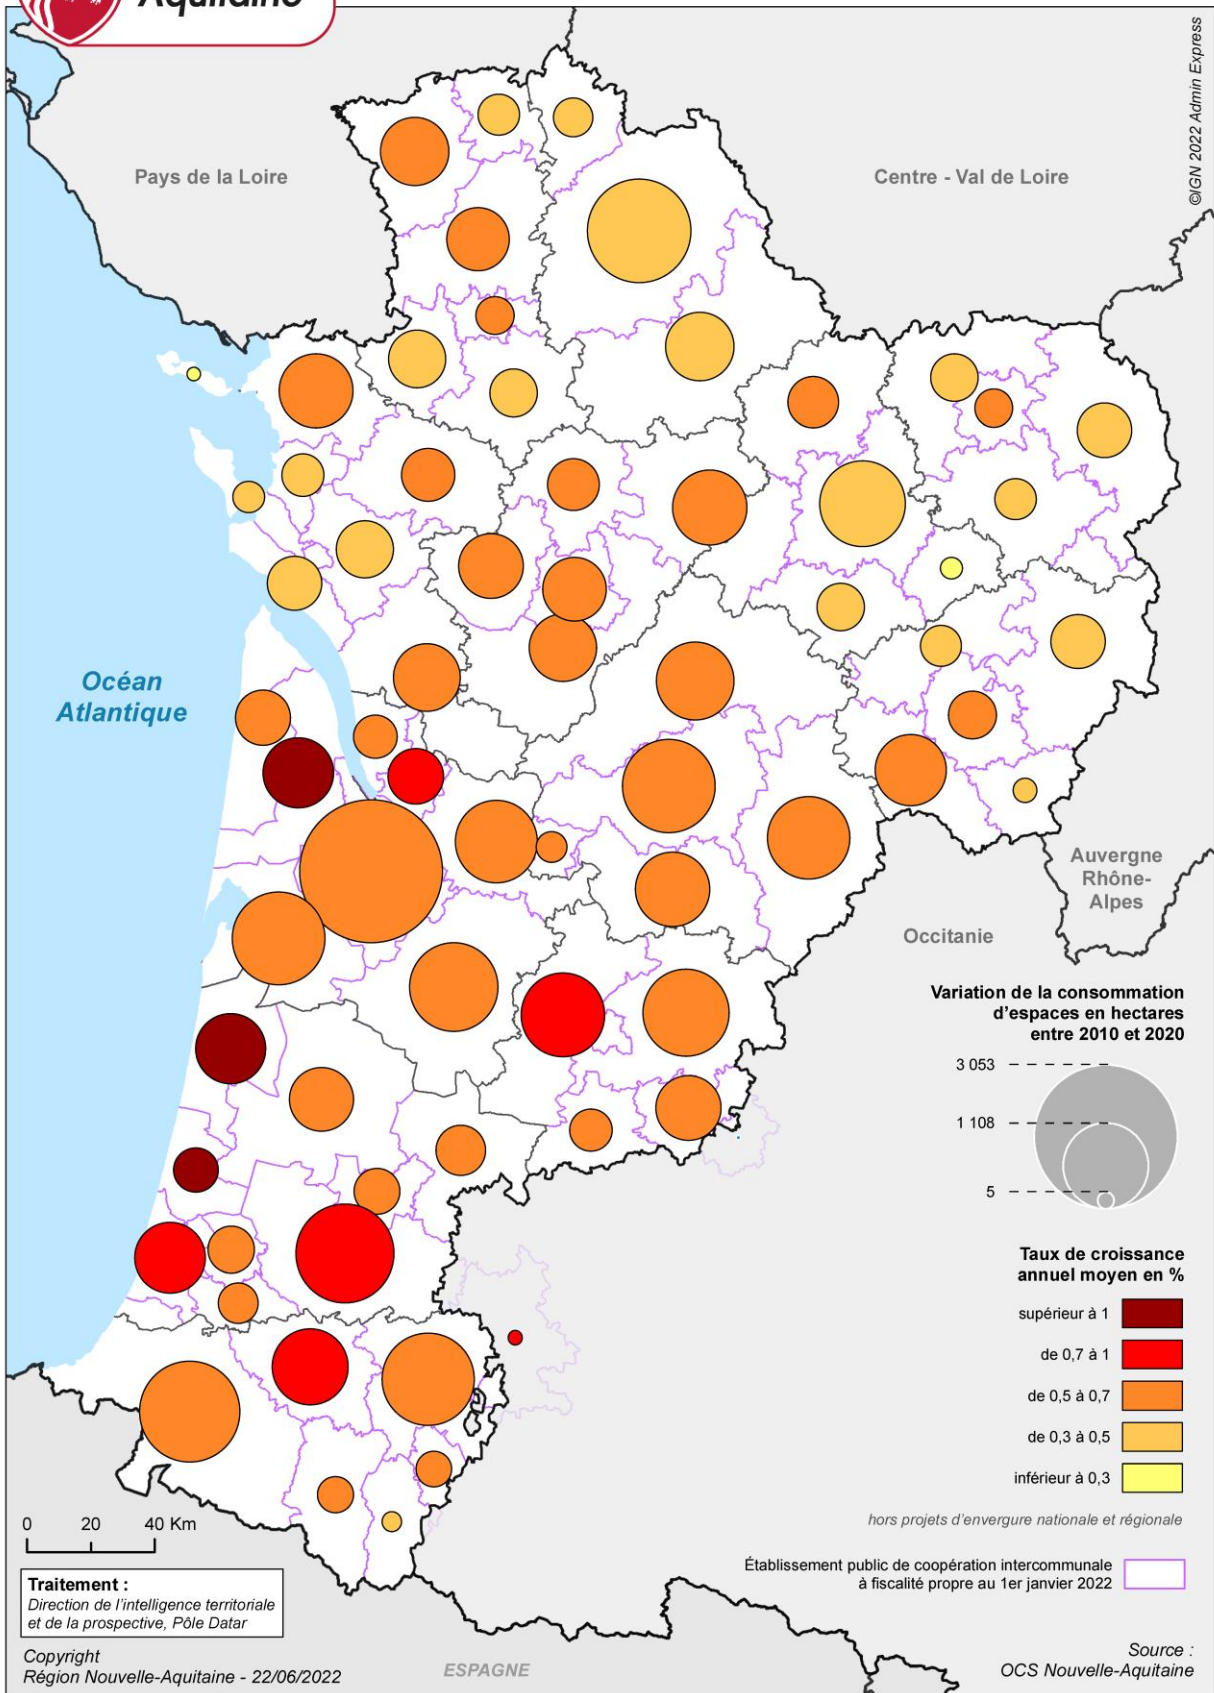 Aquitaine
©IGN 2022 Admin Express
Pays de la Loire
Centre - Val de Loire
Océan
Atlantique
Auvergne
Rhône-
Alpes
Occitanie
Variation de la consommation
d'espaces en hectares
entre 2010 et 2020
3 053
1 108
5
Taux de croissance
annuel moyen en %
supérieur à 1
de 0,7 à 1
de 0,5 à 0,7
de 0,3 à 0,5
inférieur à 0,3
hors projets d'envergure nationale et régionale
Établissement public de coopération intercommunale
à fiscalité propre au 1er janvier 2022
0 20 40 Km
Traitement :
Direction de l'intelligence territoriale
et de la prospective, Pôle Datar
Copyright
Région Nouvelle-Aquitaine - 22/06/2022
ESPAGNE
Source :
OCS Nouvelle-Aquitaine